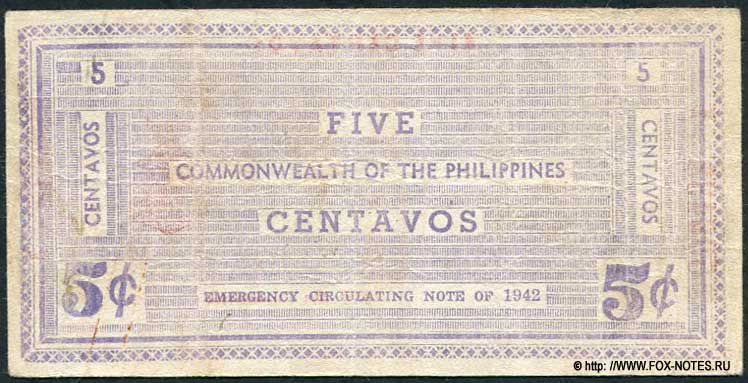 5 5
FIVE
CENTAVOS CENTAVOS
COMMONWEALTH OF THE PHILIPPINES
CENTAVOS
5¢ 5¢
EMERGENCY CIRCULATING NOTE OF 1942
© http: //WWW.FOX-NOTES.RU